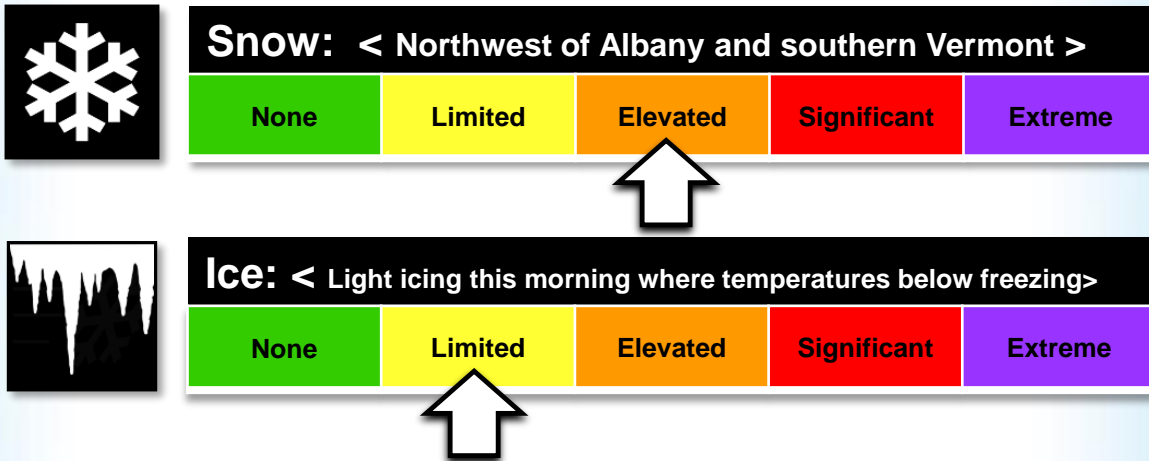 Snow: < Northwest of Albany and southern Vermont >
None Limited Elevated Significant Extreme
Ice: < Light icing this morning where temperatures below freezing>
None Limited Elevated Significant Extreme